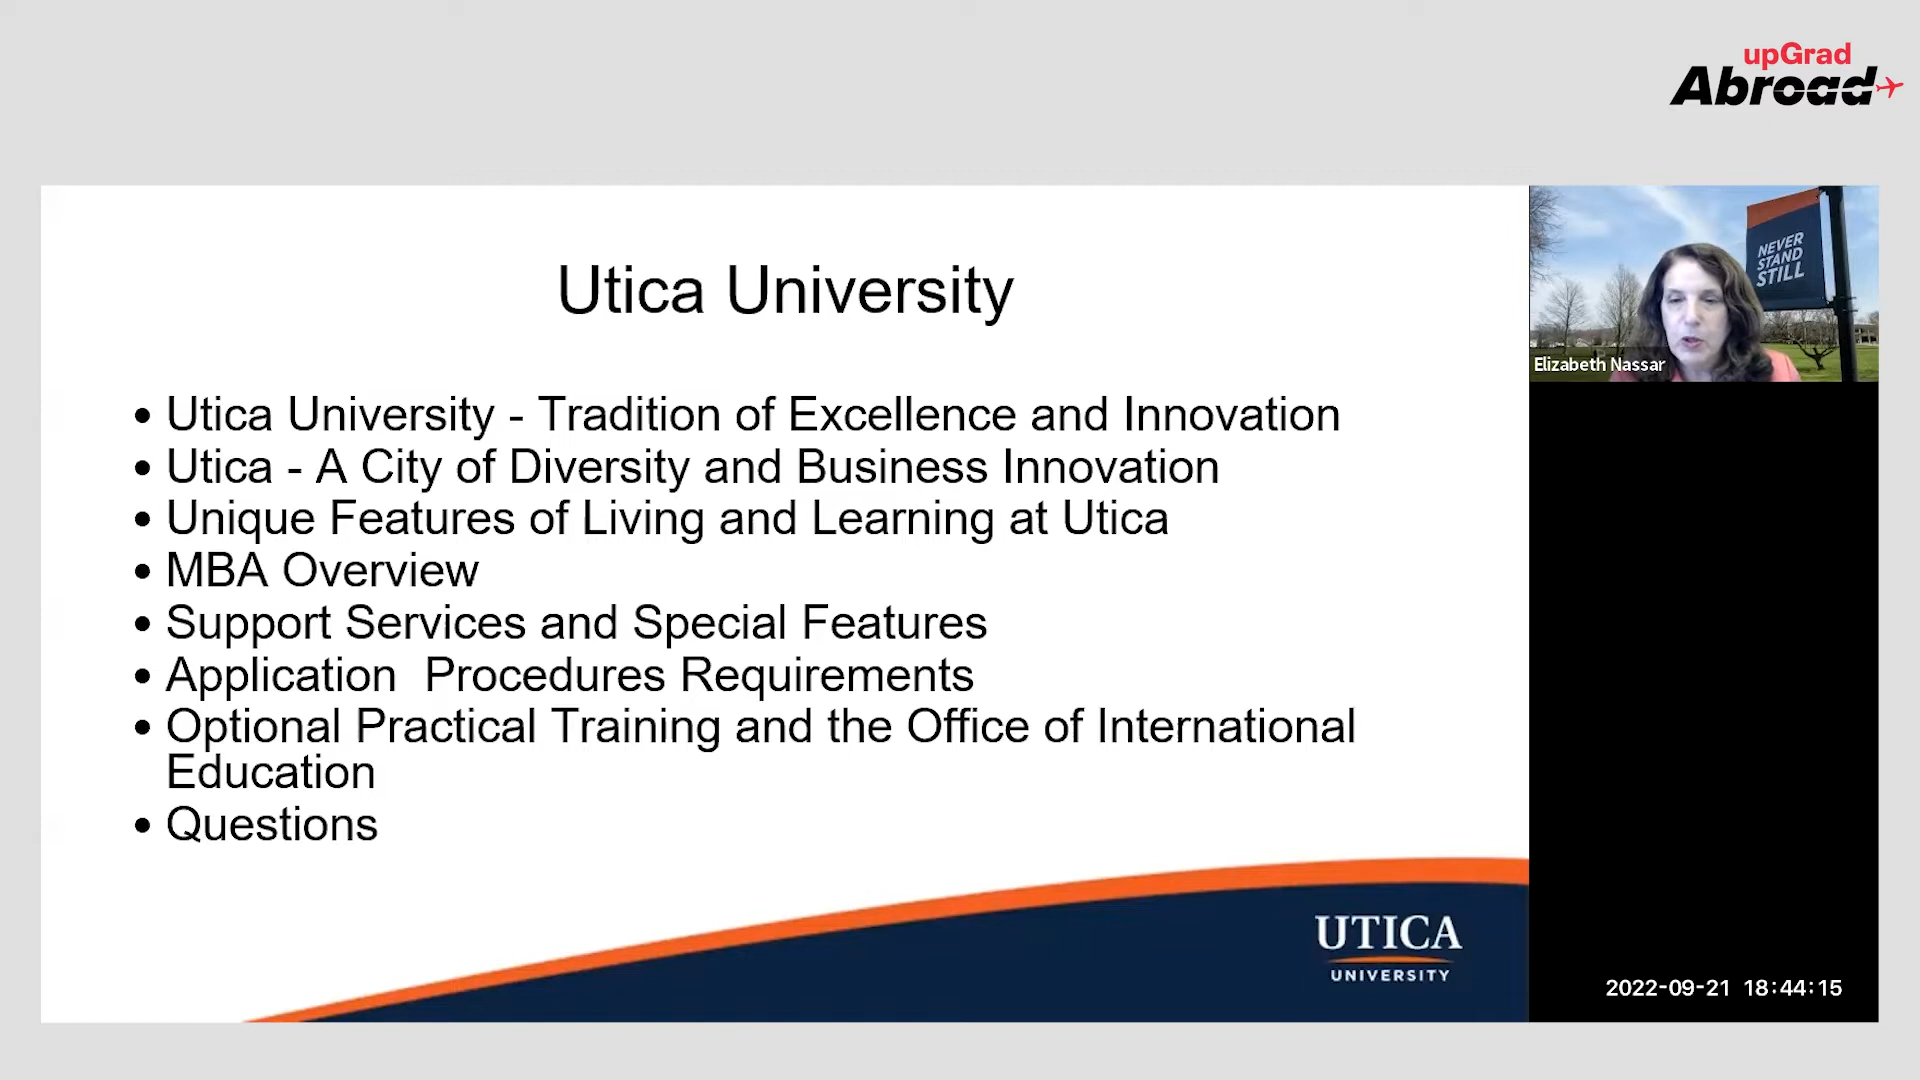 upGrad
Abroad
Utica University
• Utica University - Tradition of Excellence and Innovation
• Utica - A City of Diversity and Business Innovation
• Unique Features of Living and Learning at Utica
• MBA Overview
• Support Services and Special Features
• Application  Procedures Requirements
• Optional Practical Training and the Office of International
Education
• Questions
UTICA
UNIVERSITY
NEVER
STAND
STILL
Elizabeth Nassar
2022-09-21 18:44:15